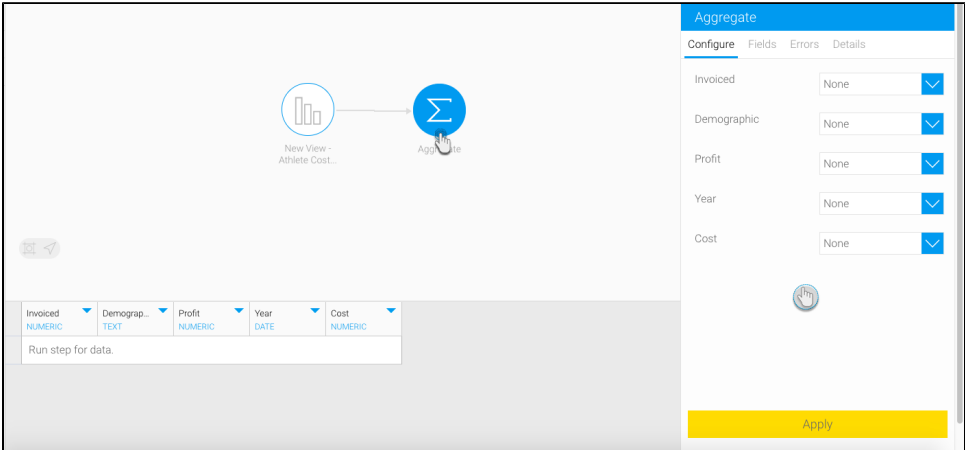 Aggregate
Configure Fields Errors Details
Invoiced None
Demographic None
Profit None
Year None
Cost None
Apply
New View -
Athlete Cost...
Aggregate
Invoiced Demograp... Profit Year Cost
NUMERIC TEXT NUMERIC DATE NUMERIC
Run step for data.